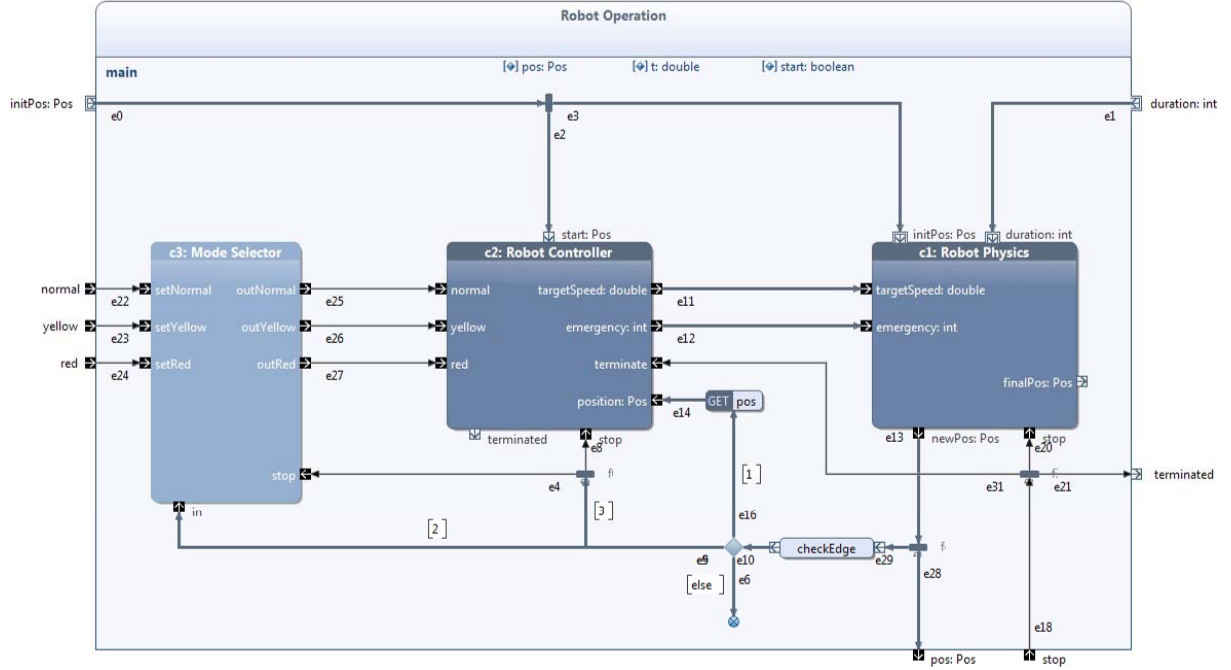 Robot Operation
main
pos: Pos
t: double
start: boolean
initPos: Pos
e0
e3
e2
e1
duration: int
start: Pos
initPos: Pos
duration: int
c3: Mode Selector
c2: Robot Controller
c1: Robot Physics
normal
e22
setNormal
outNormal
e25
normal
targetSpeed: double
e11
targetSpeed: double
yellow
e23
setYellow
outYellow
e26
yellow
emergency: int
e12
emergency: int
red
e24
setRed
outRed
e27
red
terminate
finalPos: Pos
position: Pos
e14
GET pos
terminated
e8
stop
e13
newPos: Pos
e20
stop
stop
e4
f
[1]
e31
f
e21
terminated
in
[2]
[3]
e16
e10
checkEdge
e29
f
[else ]
e6
e28
e18
pos: Pos
stop